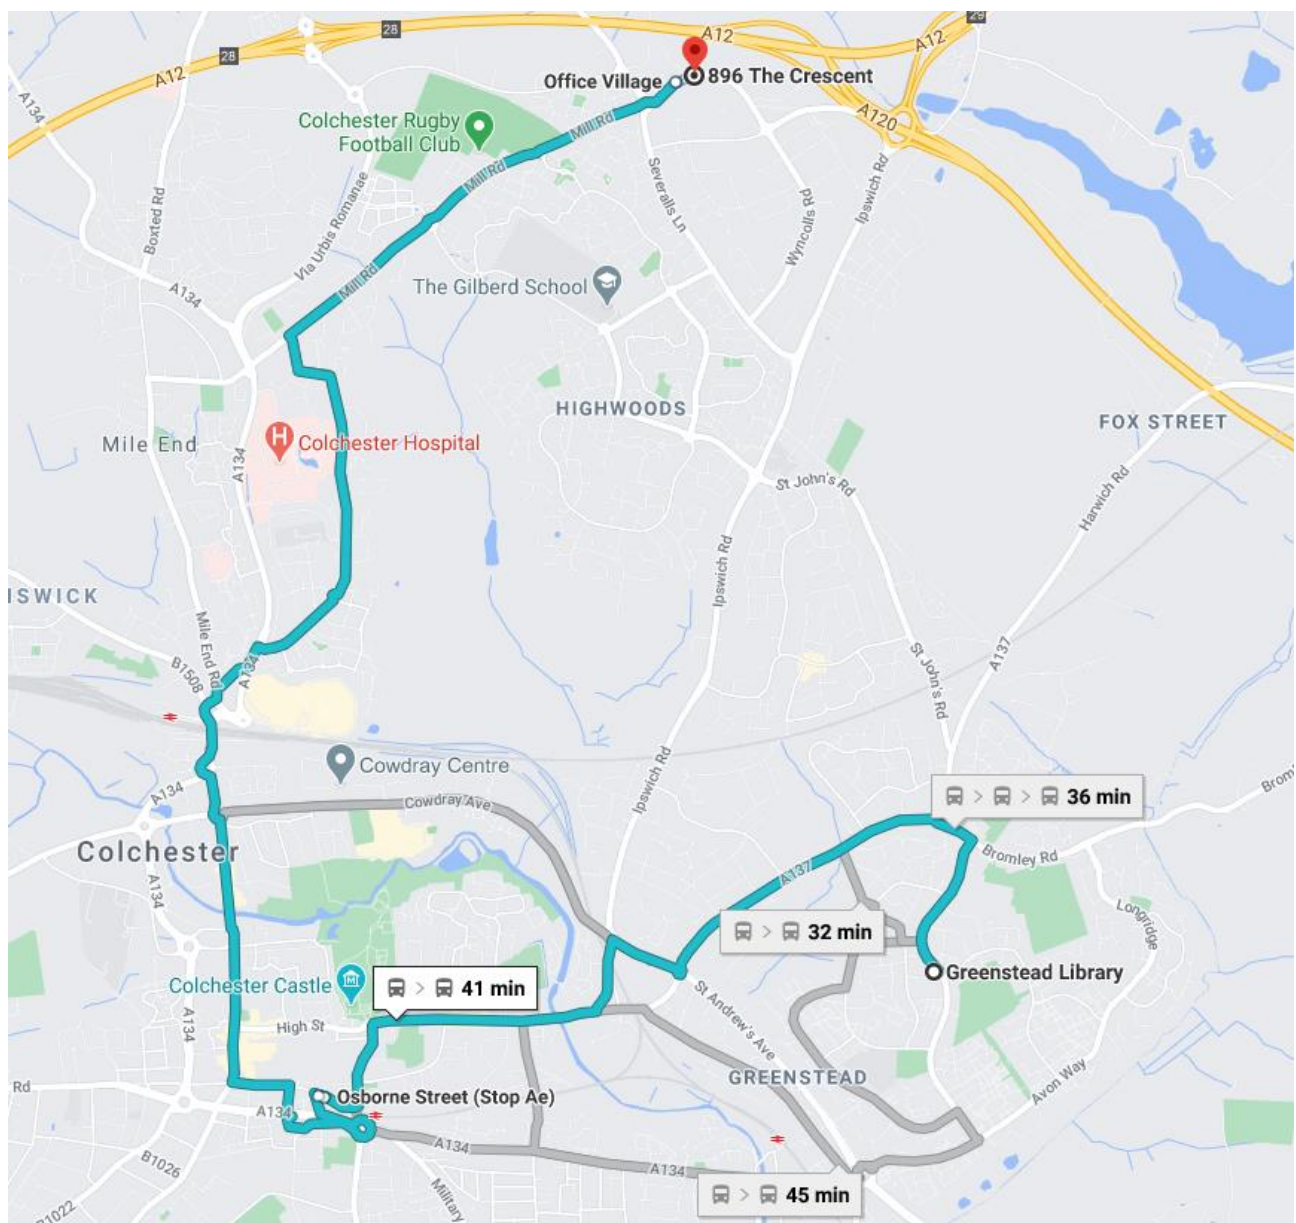 28
28
A12
A12
29
A12
A134
Office Village
896 The Crescent
A120
Colchester Rugby
Football Club
Mill Rd
Mill Rd
Severalls Ln
Ipswich Rd
Boxted Rd
Via Urbis Romanae
Wyncolls Rd
A134
Mill Rd
The Gilberd School
HIGHWOODS
FOX STREET
Mile End
H
Colchester Hospital
A134
St John's Rd
Harwich Rd
Ipswich Rd
ISWICK
Mile End Rd
B1508
A134
St John's Rd
A137
Ipswich Rd
Cowdray Centre
A134
Cowdray Ave
36 min
Brom
Colchester
A137
Bromley Rd
A134
Longridge
32 min
Greenstead Library
Colchester Castle
M
41 min
High St
St Andrew's Ave
A134
GREENSTEAD
Avon Way
Rd
Osborne Street (Stop Ae)
A134
A134
A134
B1026
Military
45 min
B1022